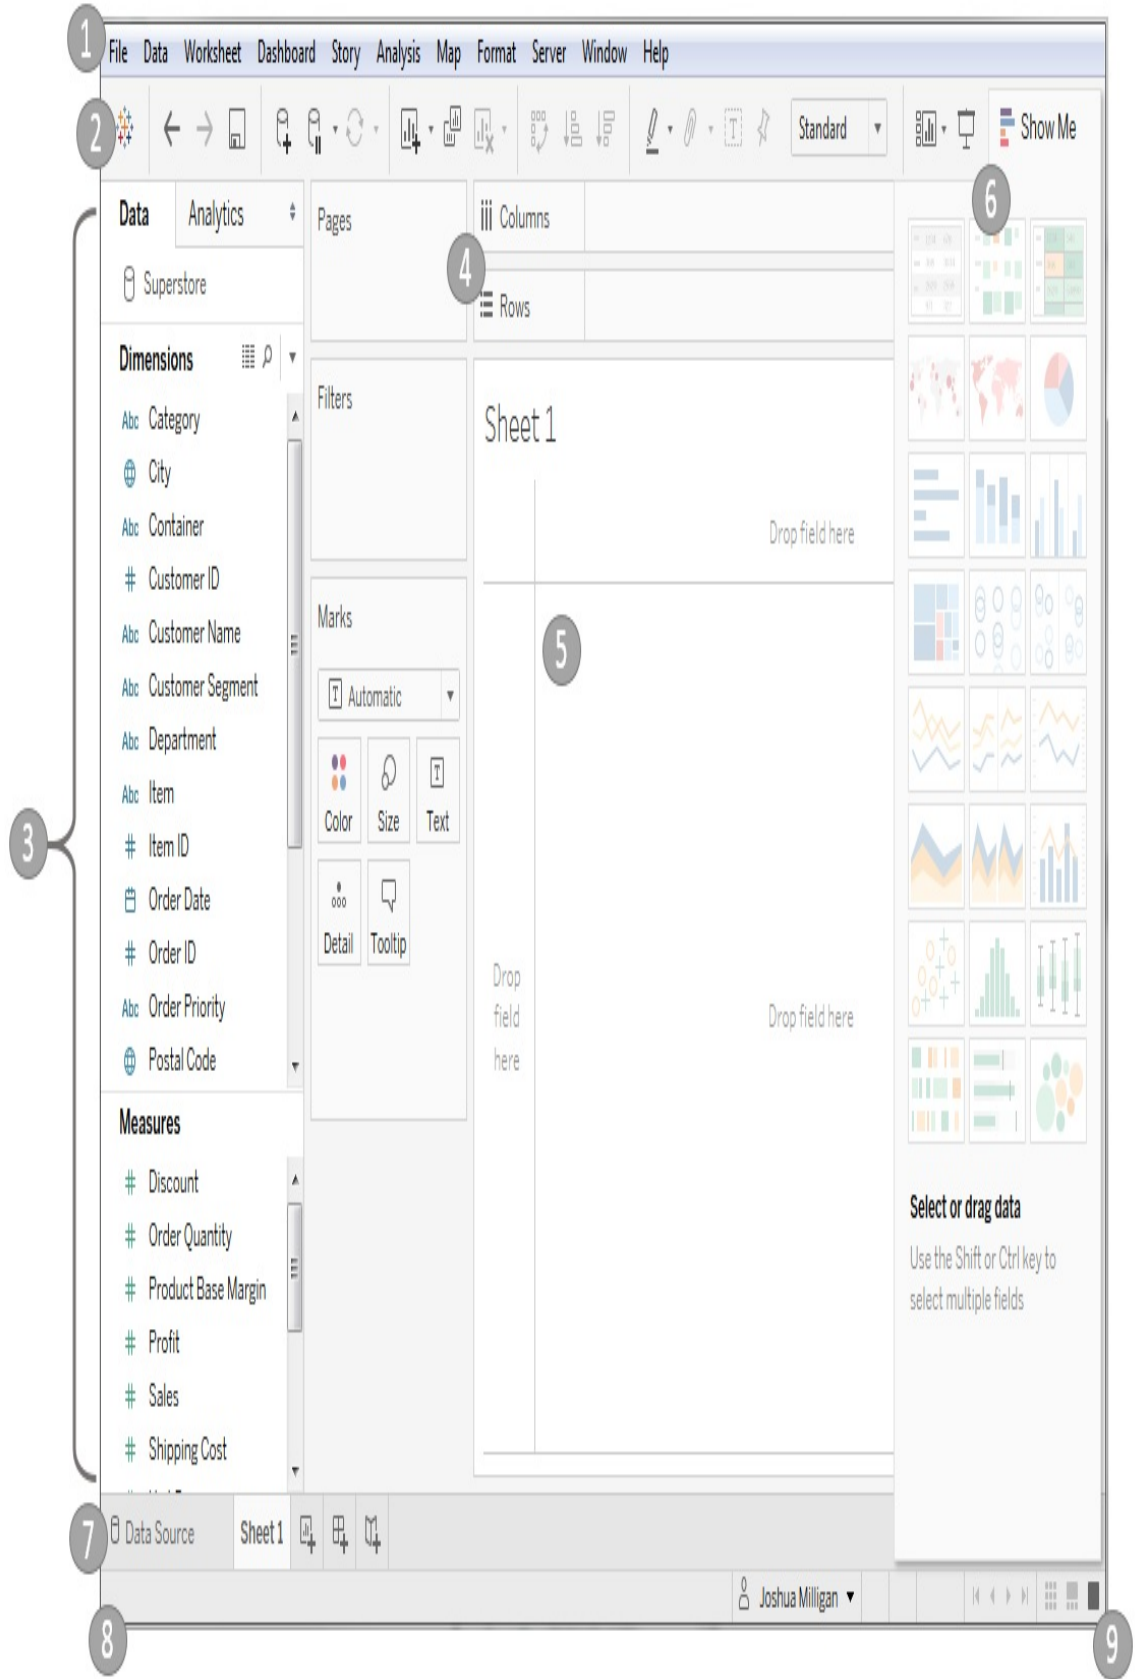 1
File Data Worksheet Dashboard Story Analysis Map Format Server Window Help
2
Standard
Show Me
3
Data Analytics
Superstore
Dimensions
Abc Category
City
Abc Container
# Customer ID
Abc Customer Name
Abc Customer Segment
Abc Department
Abc Item
# Item ID
Order Date
# Order ID
Abc Order Priority
Postal Code
Measures
# Discount
# Order Quantity
# Product Base Margin
# Profit
# Sales
# Shipping Cost
Pages
Filters
Marks
T Automatic
Color Size T Text
Detail Tooltip
4
Columns
Rows
Sheet 1
Drop field here
5
Drop
field
here
Drop field here
6
Select or drag data
Use the Shift or Ctrl key to
select multiple fields
7
Data Source Sheet 1
Joshua Milligan
8
9